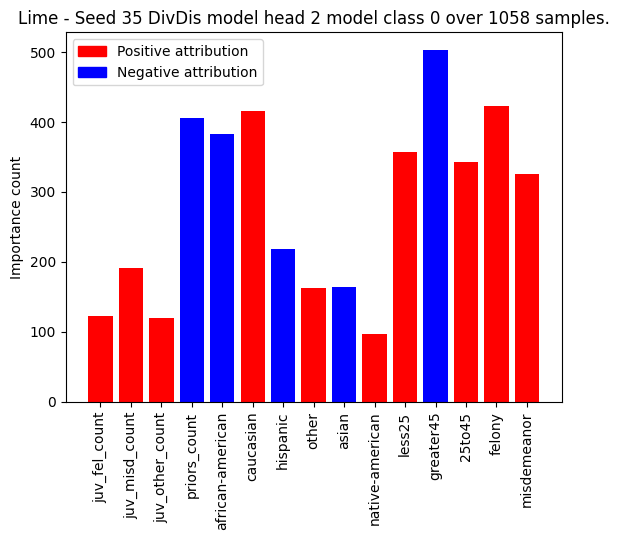 Lime - Seed 35 DivDis model head 2 model class 0 over 1058 samples.
Positive attribution
Negative attribution
Importance count
500
400
300
200
100
0
juv_fel_count
juv_misd_count
juv_other_count
priors_count
african-american
caucasian
hispanic
other
asian
native-american
less25
greater45
25to45
felony
misdemeanor